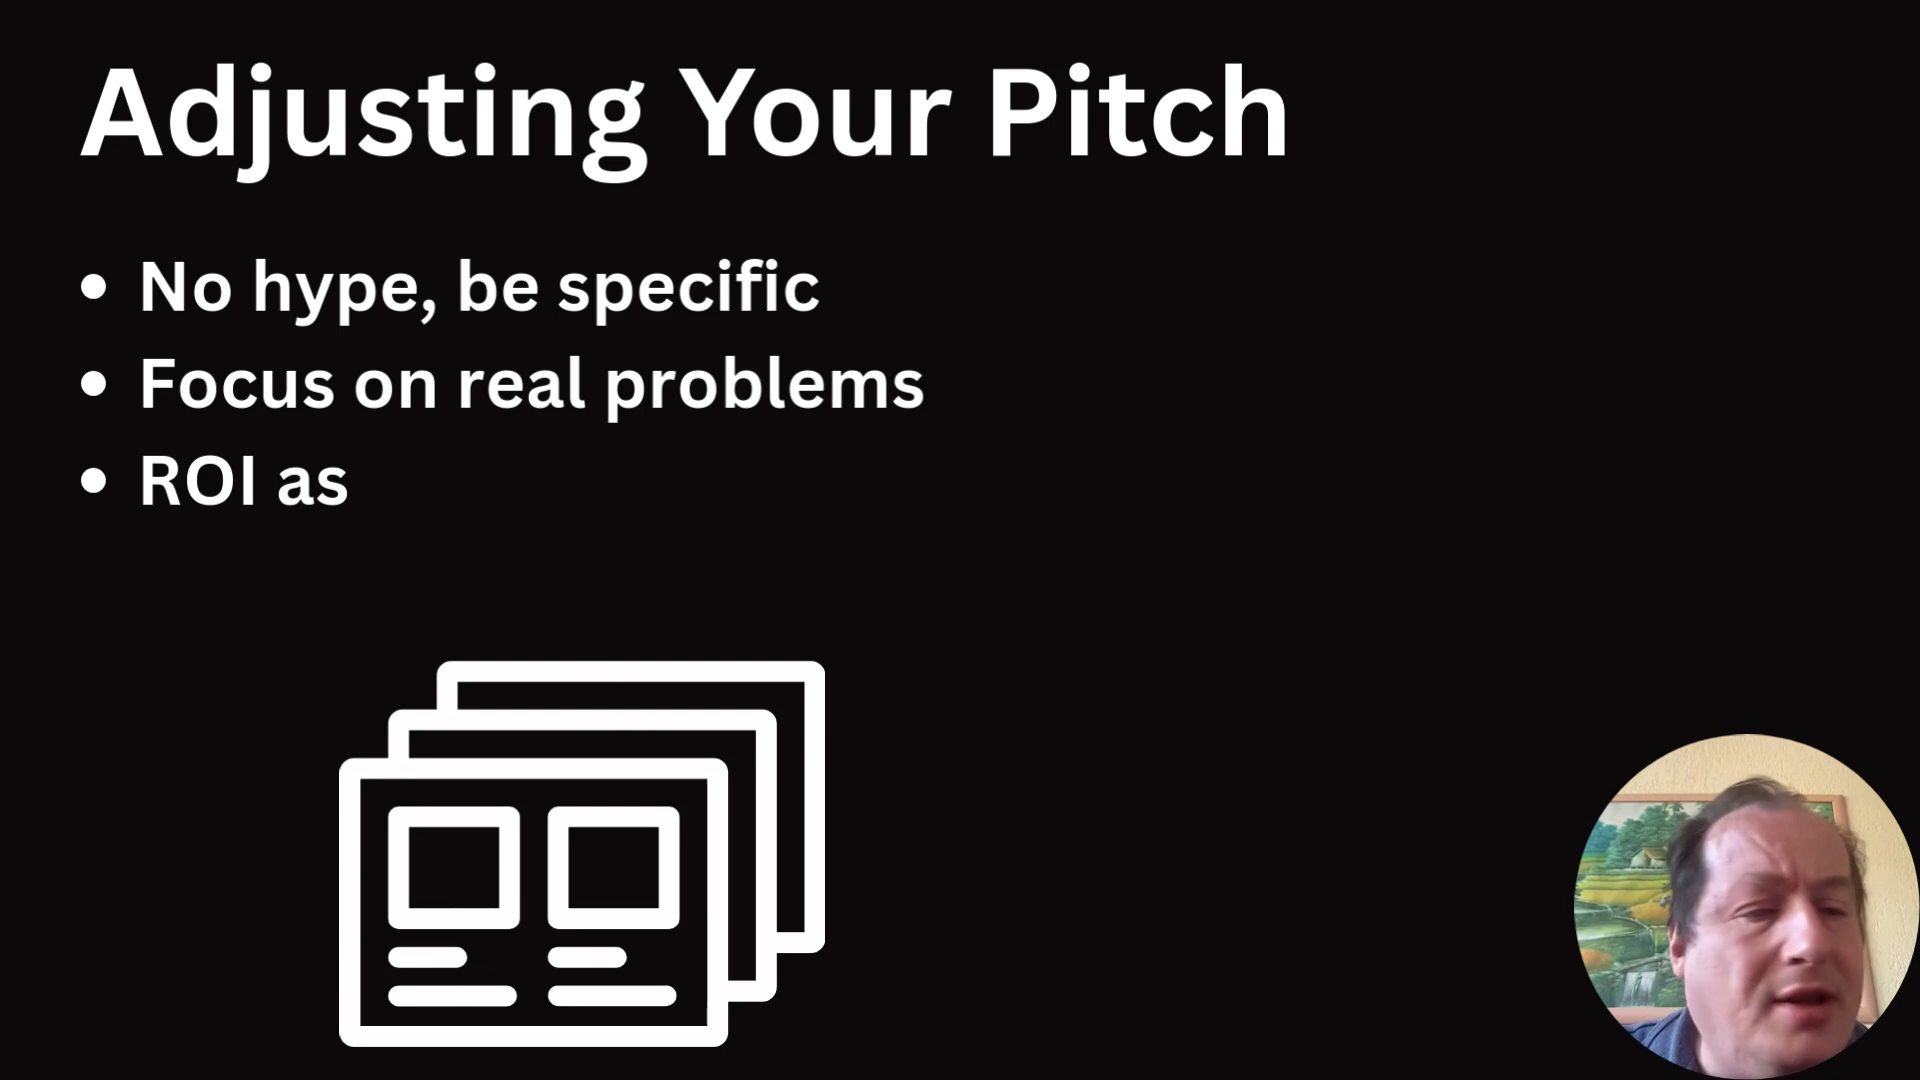 Adjusting Your Pitch
• No hype, be specific
• Focus on real problems
• ROI as